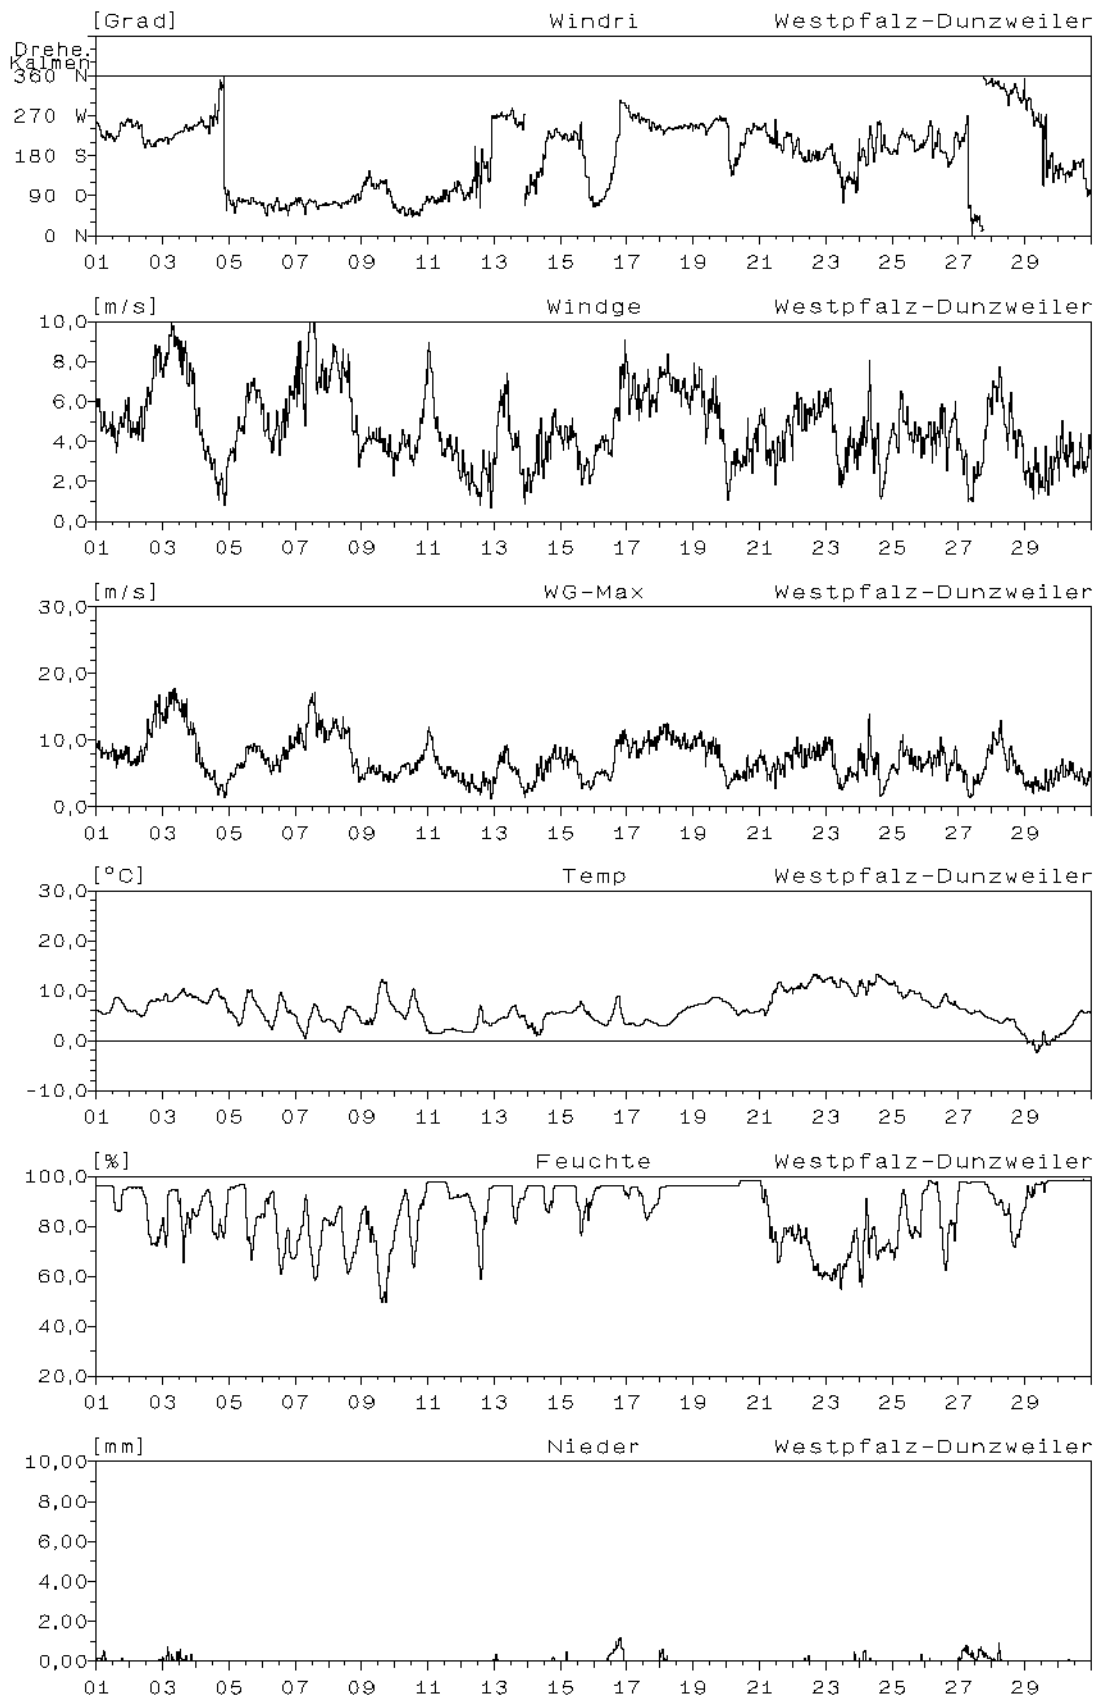 [Grad] Windri Westpfalz-Dunzweiler
Drehe.
Kalmen
360 N
270 W
180 S
90 O
0 N
01 03 05 07 09 11 13 15 17 19 21 23 25 27 29
[m/s] Windge Westpfalz-Dunzweiler
10,0
8,0
6,0
4,0
2,0
0,0
01 03 05 07 09 11 13 15 17 19 21 23 25 27 29
[m/s] WG-Max Westpfalz-Dunzweiler
30,0
20,0
10,0
0,0
01 03 05 07 09 11 13 15 17 19 21 23 25 27 29
[°C] Temp Westpfalz-Dunzweiler
30,0
20,0
10,0
0,0
-10,0
01 03 05 07 09 11 13 15 17 19 21 23 25 27 29
[%] Feuchte Westpfalz-Dunzweiler
100,0
80,0
60,0
40,0
20,0
01 03 05 07 09 11 13 15 17 19 21 23 25 27 29
[mm] Nieder Westpfalz-Dunzweiler
10,00
8,00
6,00
4,00
2,00
0,00
01 03 05 07 09 11 13 15 17 19 21 23 25 27 29